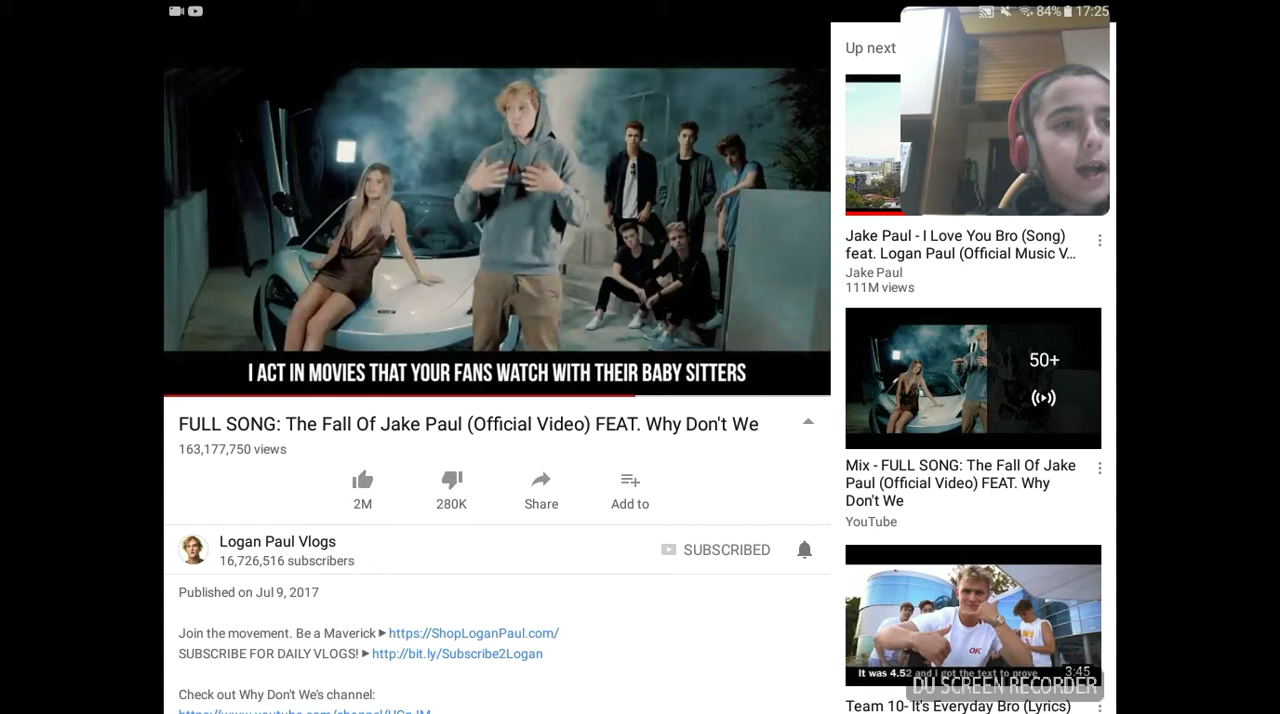 84% 17:25
Up next
I ACT IN MOVIES THAT YOUR FANS WATCH WITH THEIR BABY SITTERS
FULL SONG: The Fall Of Jake Paul (Official Video) FEAT. Why Don't We
163,177,750 views
2M
280K
Share
Add to
Logan Paul Vlogs
16,726,516 subscribers
SUBSCRIBED
Published on Jul 9, 2017
Join the movement. Be a Maverick ► https://ShopLoganPaul.com/
SUBSCRIBE FOR DAILY VLOGS! ► http://bit.ly/Subscribe2Logan
Check out Why Don't We's channel:
Jake Paul - I Love You Bro (Song)
feat. Logan Paul (Official Music V...
Jake Paul
111M views
50+
Mix - FULL SONG: The Fall Of Jake
Paul (Official Video) FEAT. Why
Don't We
YouTube
OK
It was 4.52 and i got the text to prove
3:45
DU SCREEN RECORDER
Team 10- It's Everyday Bro (Lyrics)